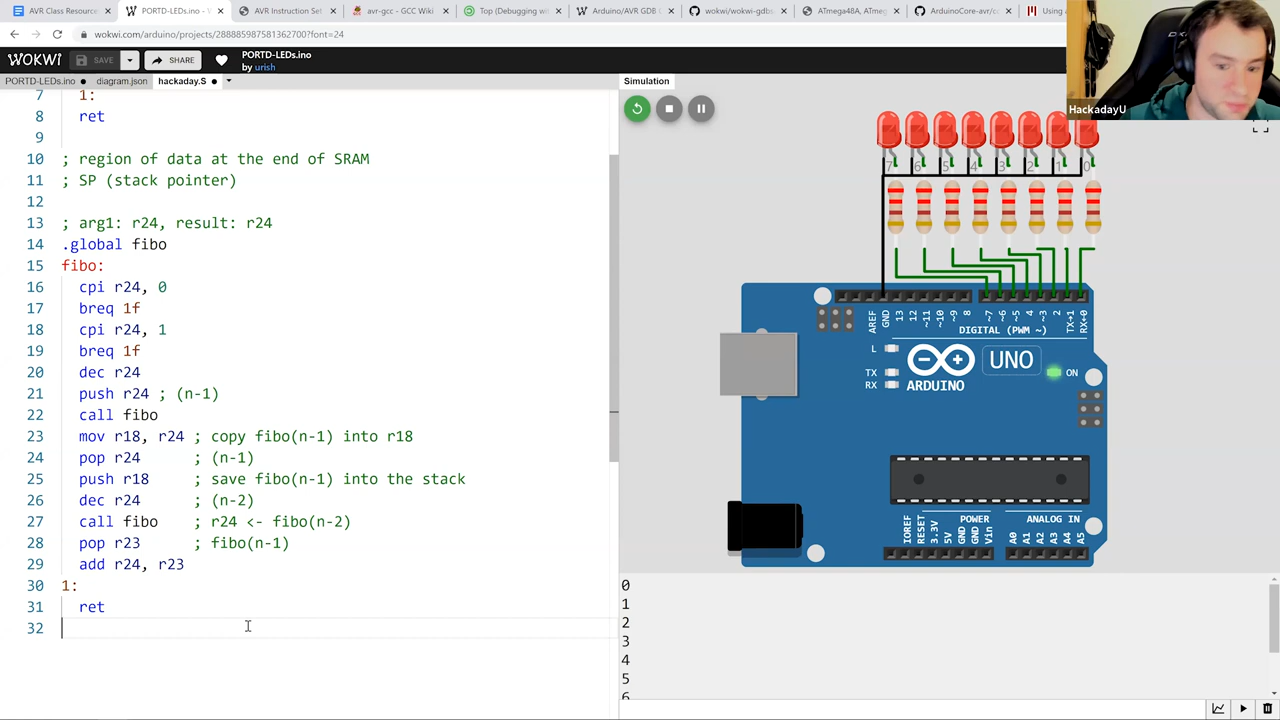 AVR Class Resource
PORTD-LEDs.ino - V
AVR Instruction Set
avr-gcc - GCC Wiki
Top (Debugging wi
Arduino/AVR GDB
wokwi/wokwi-gdbs
ATmega48A, ATmeg
ArduinoCore-avr/c
Using
wokwi.com/arduino/projects/288885987581362700?font=24
WOKWI
SAVE
SHARE
PORTD-LEDs.ino
by urish
HackadayU
PORTD-LEDs.ino
diagram.json
hackaday.S
Simulation
7 1:
8 ret
9
10 ; region of data at the end of SRAM
11 ; SP (stack pointer)
12
13 ; arg1: r24, result: r24
14 .global fibo
15 fibo:
16 cpi r24, 0
17 breq 1f
18 cpi r24, 1
19 breq 1f
20 dec r24
21 push r24 ; (n-1)
22 call fibo
23 mov r18, r24 ; copy fibo(n-1) into r18
24 pop r24 ; (n-1)
25 push r18 ; save fibo(n-1) into the stack
26 dec r24 ; (n-2)
27 call fibo ; r24 <- fibo(n-2)
28 pop r23 ; fibo(n-1)
29 add r24, r23
30 1:
31 ret
32
7 6 5 4 3 2 1 0
AREF GND 13 12 ~11 ~10 ~9 8 ~7 ~6 ~5 4 ~3 2 TX→1 RX←0
DIGITAL (PWM ~)
L
TX
RX
ARDUINO
UNO
ON
IOREF RESET 3.3V 5V GND GND Vin
POWER
ANALOG IN
A0 A1 A2 A3 A4 A5
0
1
2
3
4
5
6